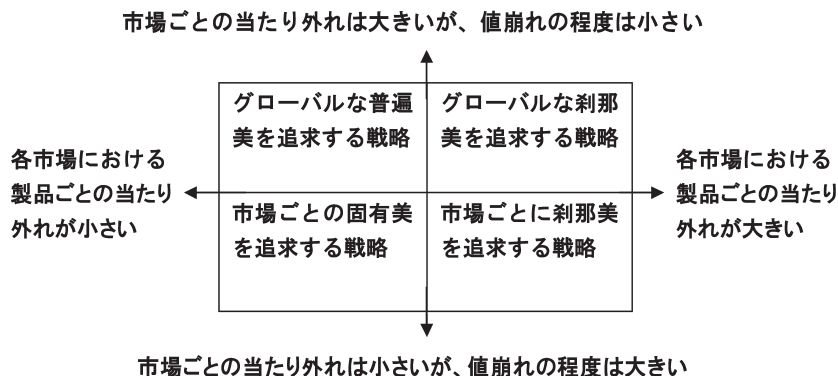 市場ごとの当たり外れは大きいが、値崩れの程度は小さい
グローバルな普遍
美を追求する戦略
グローバルな刹那
美を追求する戦略
各市場における
製品ごとの当たり
外れが小さい
各市場における
製品ごとの当たり
外れが大きい
市場ごとの固有美
を追求する戦略
市場ごとに刹那美
を追求する戦略
市場ごとの当たり外れは小さいが、値崩れの程度は大きい